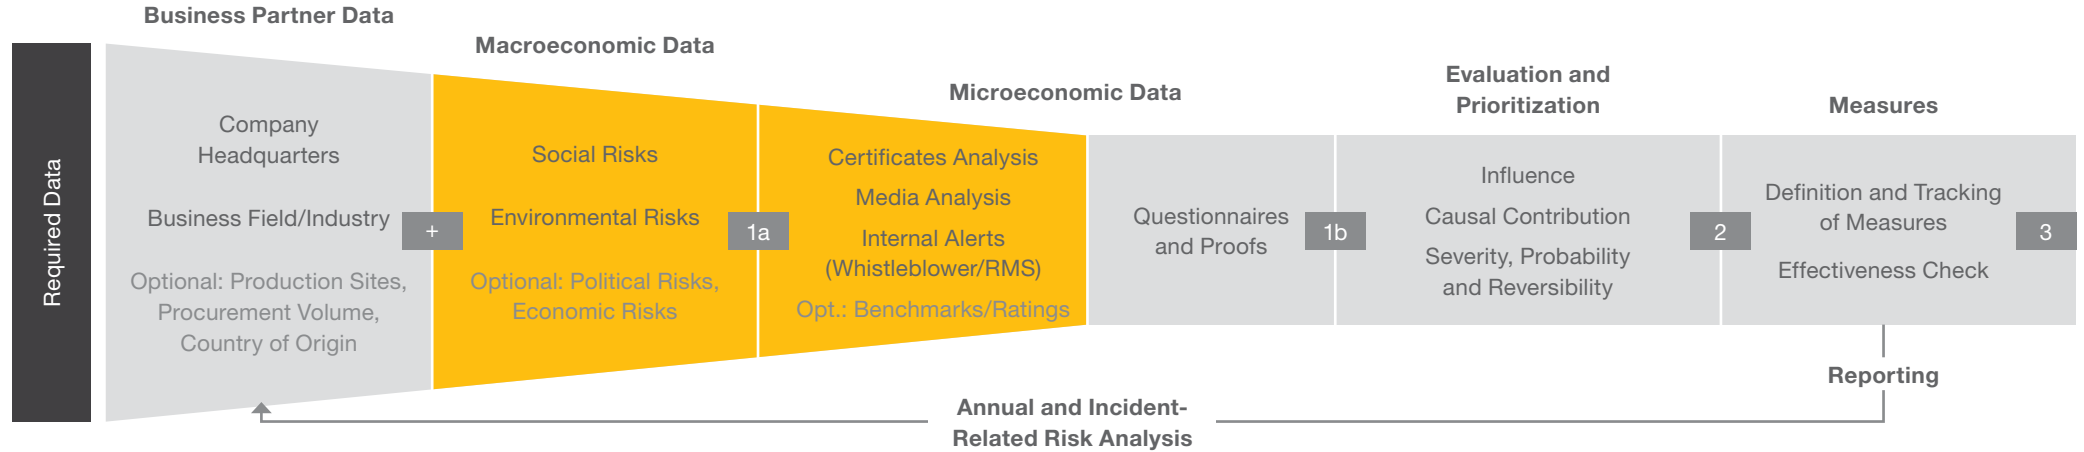 Business Partner Data
Macroeconomic Data
Microeconomic Data
Evaluation and
Prioritization
Measures
Required Data
Company
Headquarters
Business Field/Industry
Optional: Production Sites,
Procurement Volume,
Country of Origin
+
Social Risks
Environmental Risks
Optional: Political Risks,
Economic Risks
1a
Certificates Analysis
Media Analysis
Internal Alerts
(Whistleblower/RMS)
Opt.: Benchmarks/Ratings
Questionnaires
and Proofs
1b
Influence
Causal Contribution
Severity, Probability
and Reversibility
2
Definition and Tracking
of Measures
Effectiveness Check
3
Reporting
Annual and Incident-
Related Risk Analysis